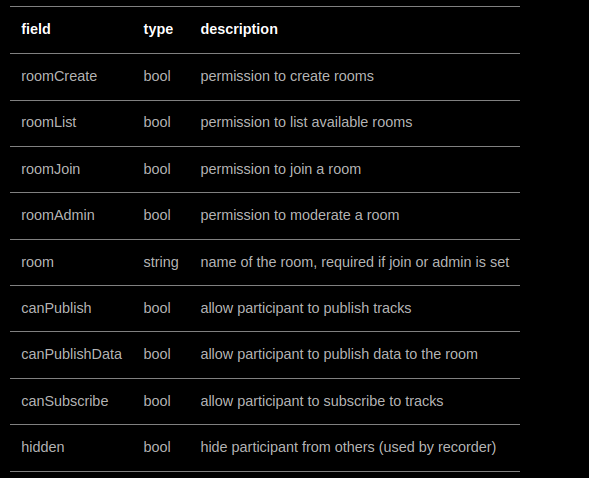 field type description
roomCreate bool permission to create rooms
roomList bool permission to list available rooms
roomJoin bool permission to join a room
roomAdmin bool permission to moderate a room
room string name of the room, required if join or admin is set
canPublish bool allow participant to publish tracks
canPublishData bool allow participant to publish data to the room
canSubscribe bool allow participant to subscribe to tracks
hidden bool hide participant from others (used by recorder)